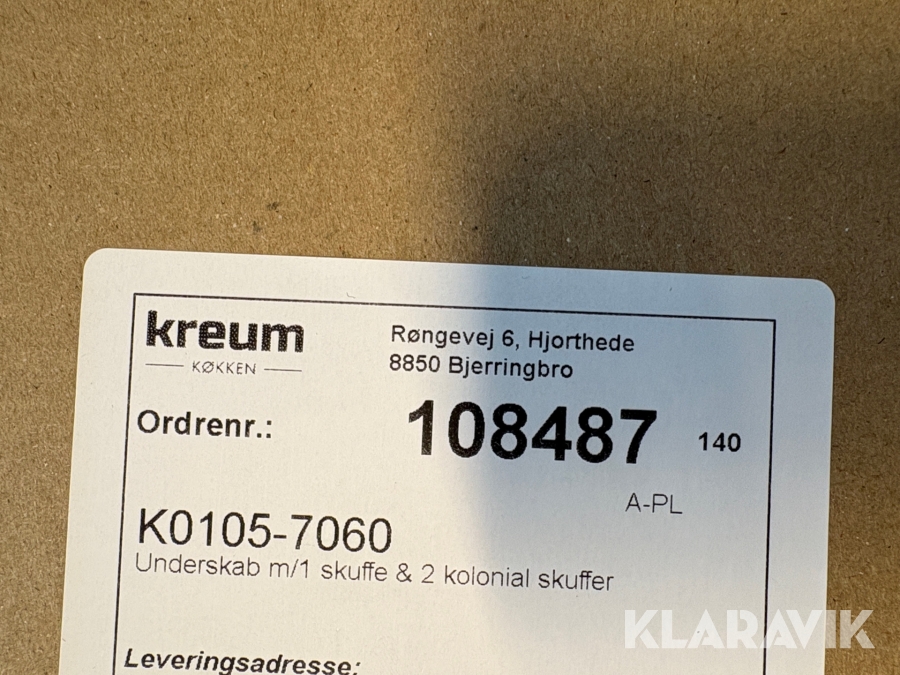 kreum
KØKKEN
Røngevej 6, Hjorthede
8850 Bjerringbro
Ordrenr.: 108487 140
A-PL
K0105-7060
Underskab m/1 skuffe & 2 kolonial skuffer
Leveringsadresse:
KLARAVIK